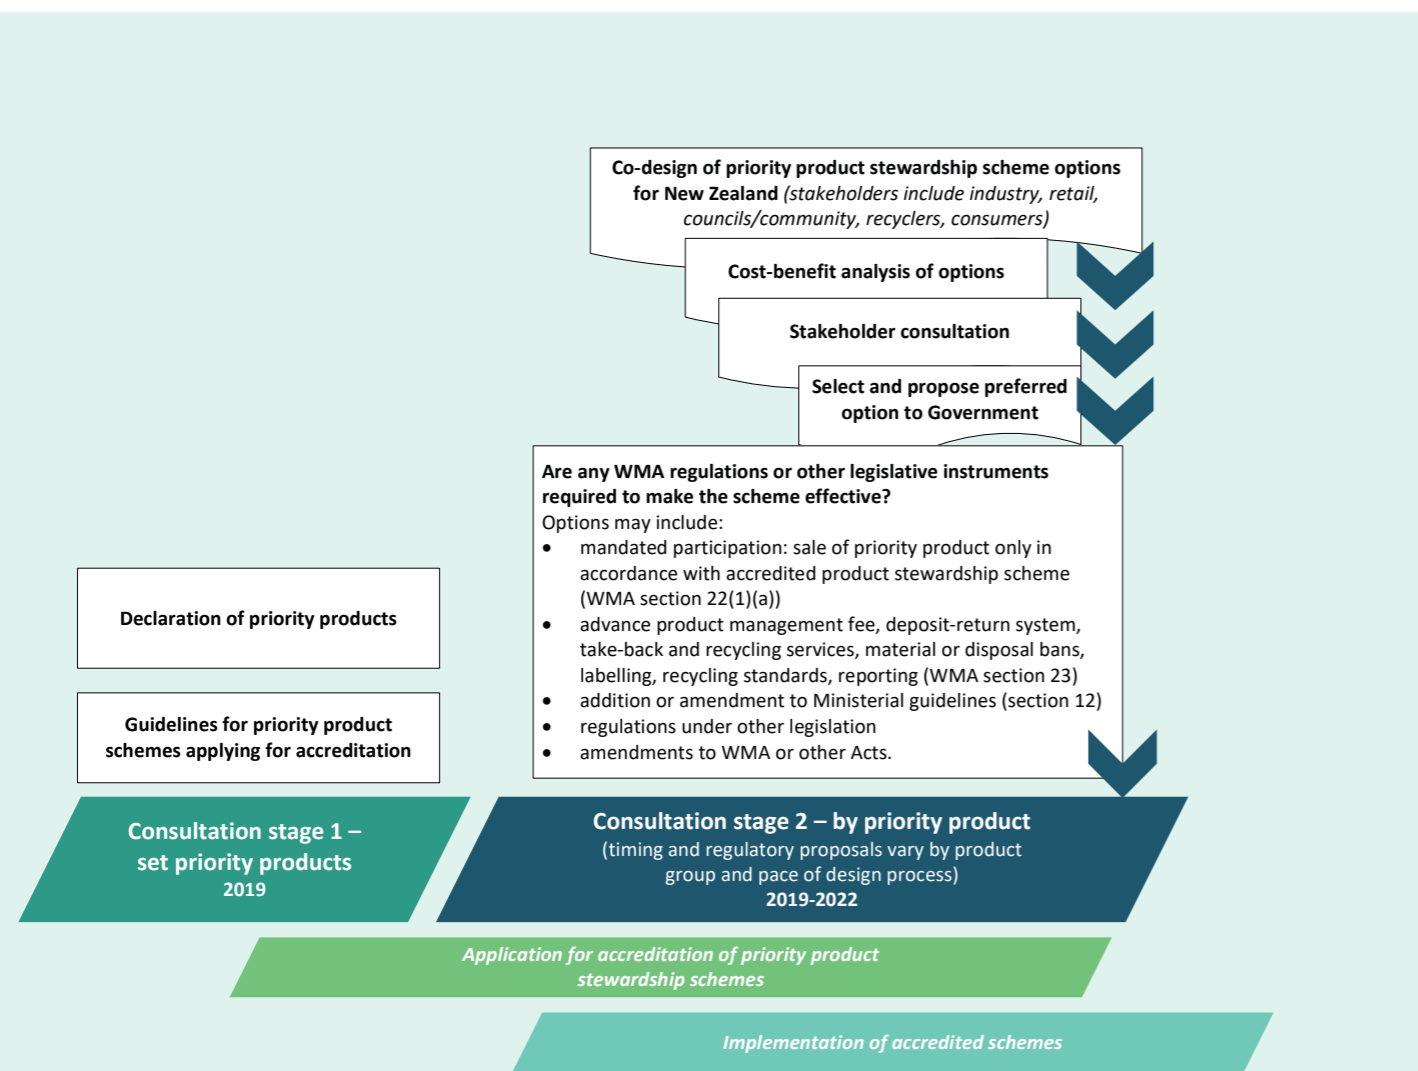 Co-design of priority product stewardship scheme options
for New Zealand (stakeholders include industry, retail,
councils/community, recyclers, consumers)
Cost-benefit analysis of options
Stakeholder consultation
Select and propose preferred
option to Government
Are any WMA regulations or other legislative instruments
required to make the scheme effective?
Options may include:
• mandated participation: sale of priority product only in
accordance with accredited product stewardship scheme
(WMA section 22(1)(a))
• advance product management fee, deposit-return system,
take-back and recycling services, material or disposal bans,
labelling, recycling standards, reporting (WMA section 23)
• addition or amendment to Ministerial guidelines (section 12)
• regulations under other legislation
• amendments to WMA or other Acts.
Declaration of priority products
Guidelines for priority product
schemes applying for accreditation
Consultation stage 1 –
set priority products
2019
Consultation stage 2 – by priority product
(timing and regulatory proposals vary by product
group and pace of design process)
2019-2022
Application for accreditation of priority product
stewardship schemes
Implementation of accredited schemes